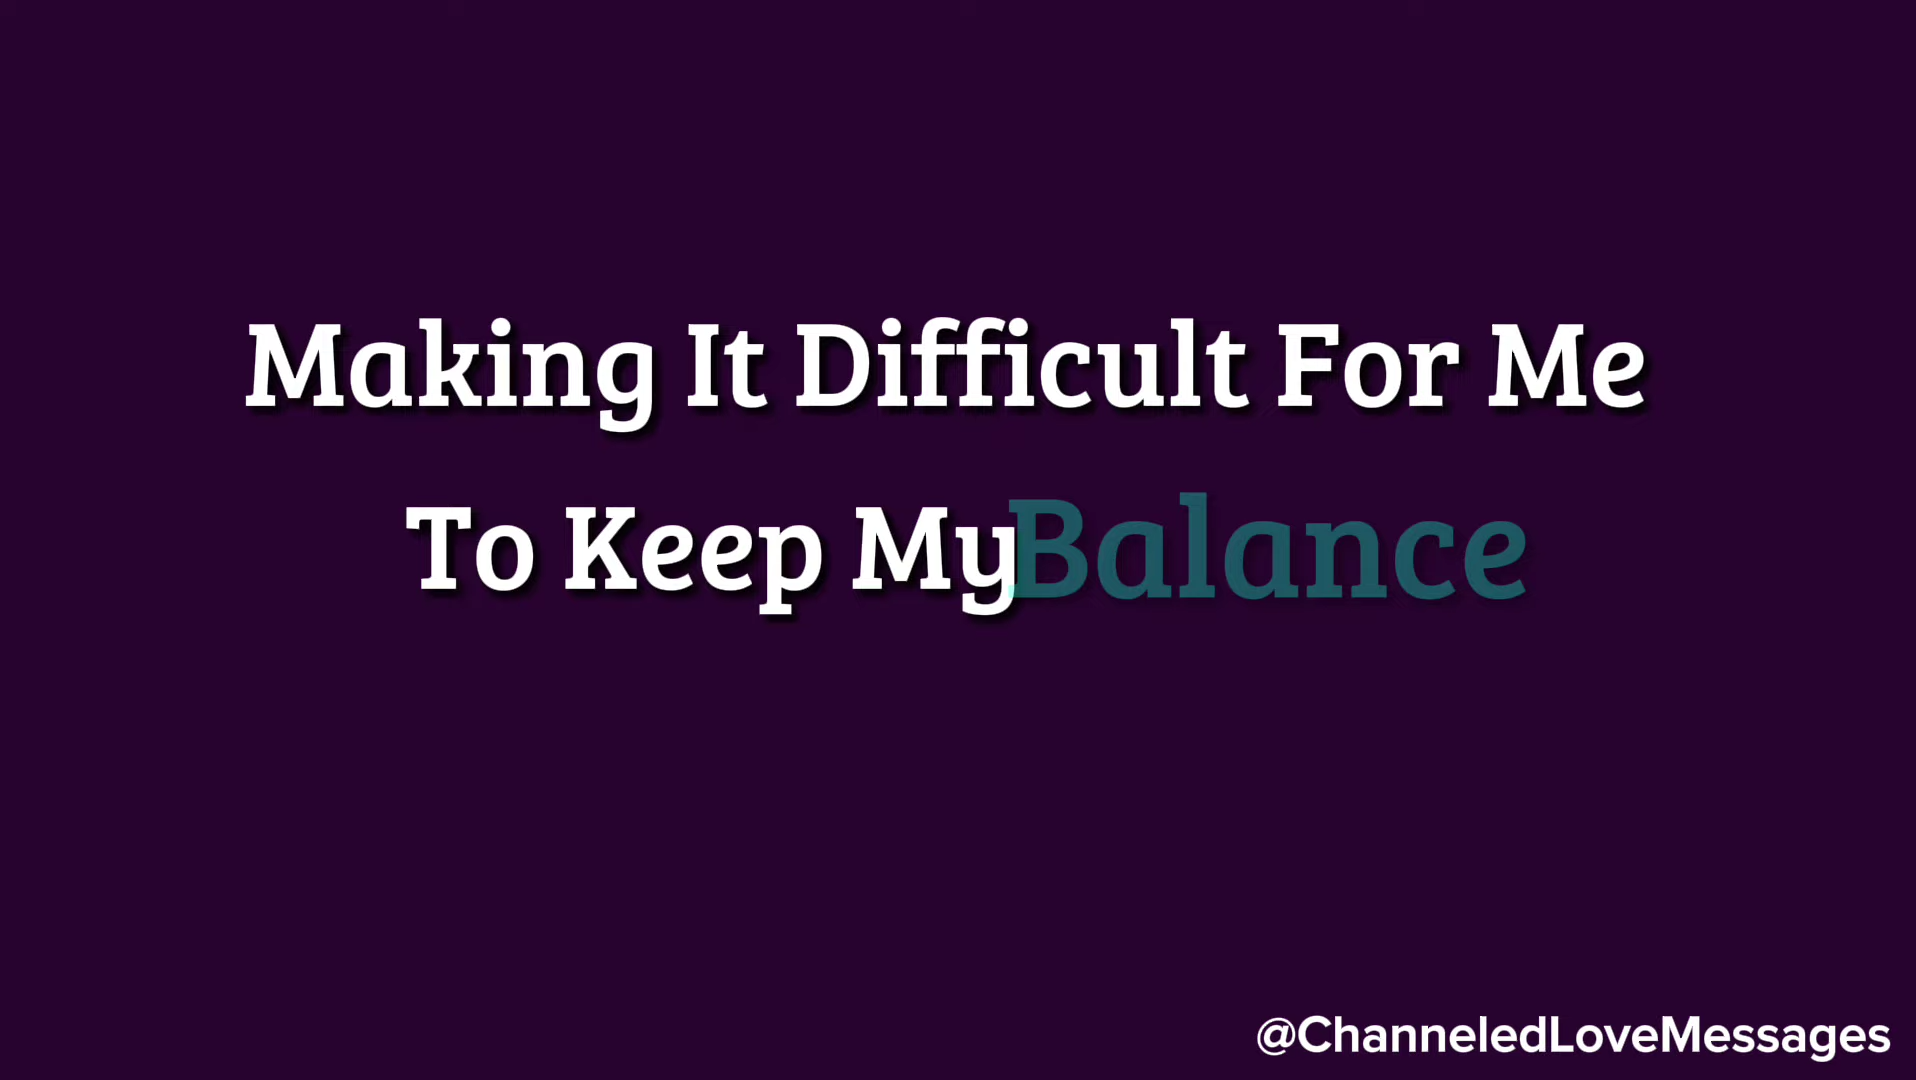 Making It Difficult For Me
To Keep My Balance
@ChanneledLoveMessages